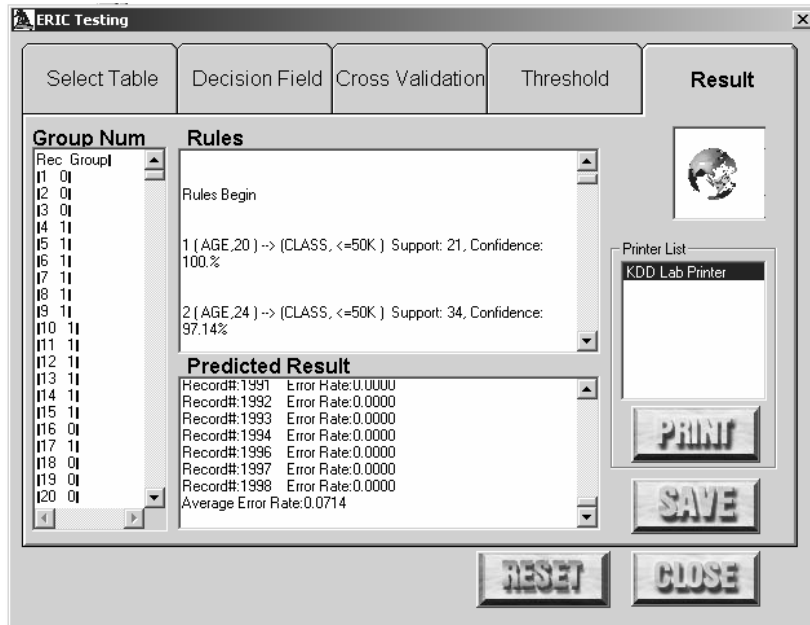 ERIC Testing
Select Table
Decision Field
Cross Validation
Threshold
Result
Group Num
Rec Group|
|1 0|
|2 0|
|3 0|
|4 1|
|5 1|
|6 1|
|7 1|
|8 1|
|9 1|
|10 1|
|11 1|
|12 1|
|13 1|
|14 1|
|15 1|
|16 0|
|17 1|
|18 0|
|19 0|
|20 0|
Rules
Rules Begin
1 ( AGE,20 ) --> (CLASS, <=50K ) Support: 21, Confidence:
100.%
2 ( AGE,24 ) --> (CLASS, <=50K ) Support: 34, Confidence:
97.14%
Predicted Result
Record#:1991 Error Rate:0.0000
Record#:1992 Error Rate:0.0000
Record#:1993 Error Rate:0.0000
Record#:1994 Error Rate:0.0000
Record#:1996 Error Rate:0.0000
Record#:1997 Error Rate:0.0000
Record#:1998 Error Rate:0.0000
Average Error Rate:0.0714
Printer List
KDD Lab Printer
PRINT
SAVE
RESET
CLOSE